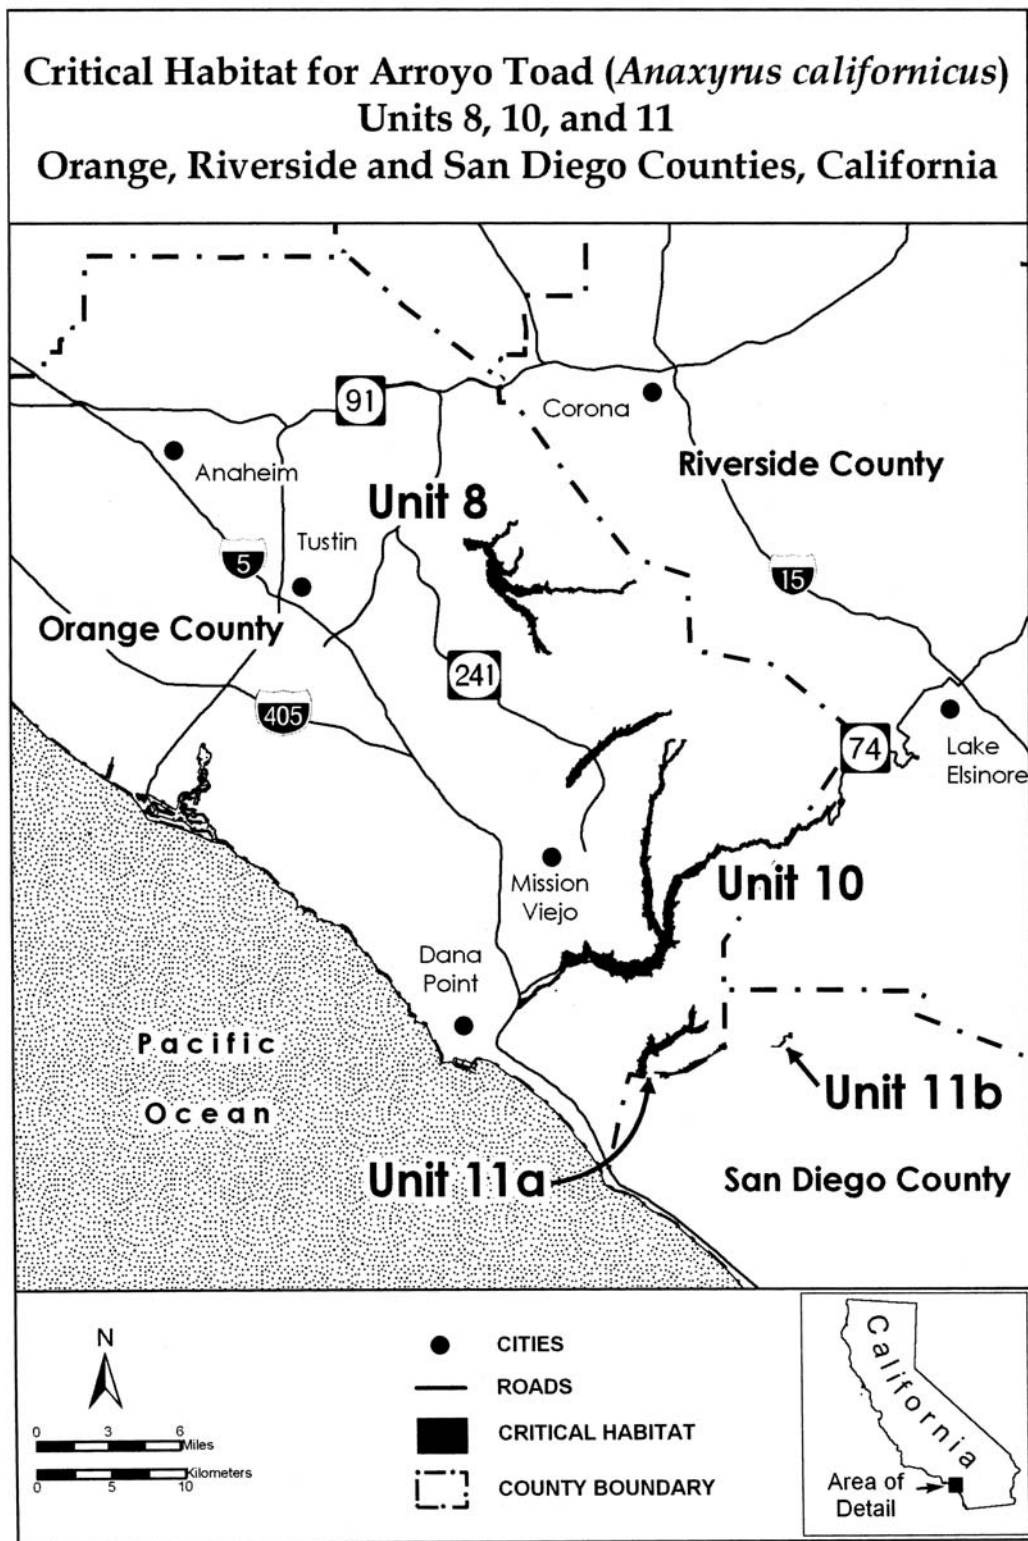 Critical Habitat for Arroyo Toad (Anaxyrus californicus)
Units 8, 10, and 11
Orange, Riverside and San Diego Counties, California
91
Corona
Anaheim
Riverside County
Unit 8
Tustin
5
15
Orange County
241
405
74
Lake
Elsinore
Mission
Viejo
Unit 10
Dana
Point
Pacific
Ocean
Unit 11b
Unit 11a
San Diego County
N
0 3 6
Miles
Kilometers
0 5 10
CITIES
ROADS
CRITICAL HABITAT
COUNTY BOUNDARY
California
Area of
Detail